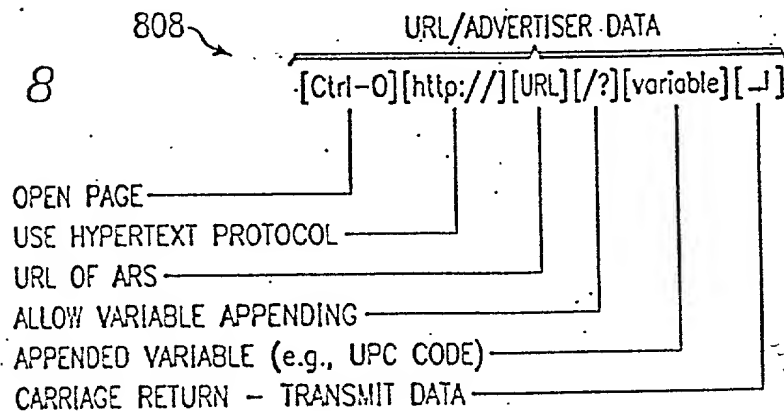 808
URL/ADVERTISER DATA
8
[Ctrl-O][http://][URL][/?][variable][↵]
OPEN PAGE
USE HYPERTEXT PROTOCOL
URL OF ARS
ALLOW VARIABLE APPENDING
APPENDED VARIABLE (e.g., UPC CODE)
CARRIAGE RETURN - TRANSMIT DATA